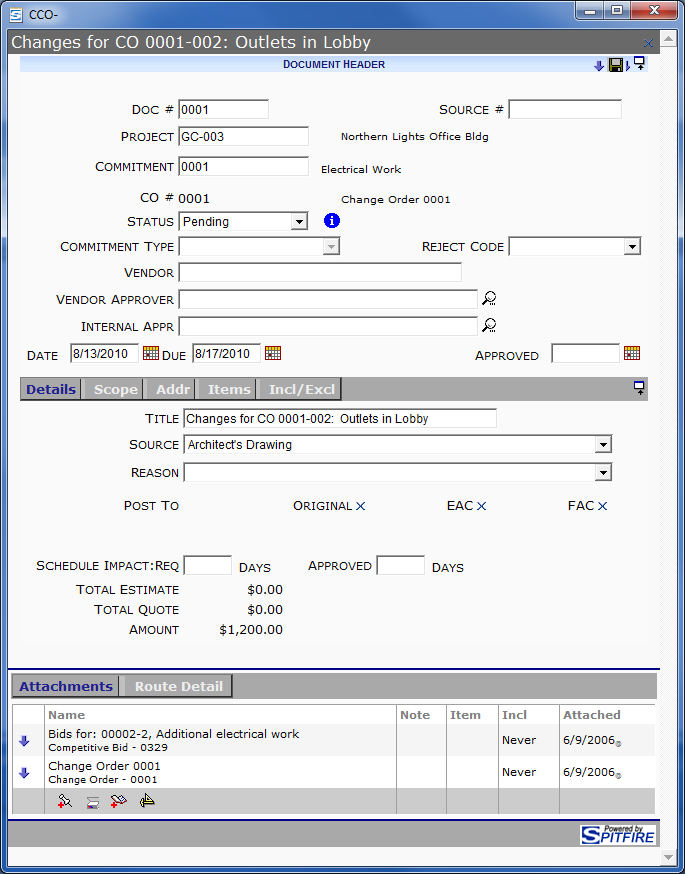 CCO-
Changes for CO 0001-002: Outlets in Lobby
DOCUMENT HEADER
DOC # 0001 SOURCE #
PROJECT GC-003 Northern Lights Office Bldg
COMMITMENT 0001 Electrical Work
CO # 0001 Change Order 0001
STATUS Pending
COMMITMENT TYPE REJECT CODE
VENDOR
VENDOR APPROVER
INTERNAL APPR
DATE 8/13/2010 DUE 8/17/2010 APPROVED
Details Scope Addr Items Incl/Excl
TITLE Changes for CO 0001-002: Outlets in Lobby
SOURCE Architect's Drawing
REASON
POST TO ORIGINAL EAC FAC
SCHEDULE IMPACT:REQ DAYS APPROVED DAYS
TOTAL ESTIMATE $0.00
TOTAL QUOTE $0.00
AMOUNT $1,200.00
Attachments Route Detail
Name Note Item Incl Attached
Bids for: 00002-2, Additional electrical work Never 6/9/2006
Competitive Bid - 0329
Change Order 0001 Never 6/9/2006
Change Order - 0001
Powered by
SPITFIRE